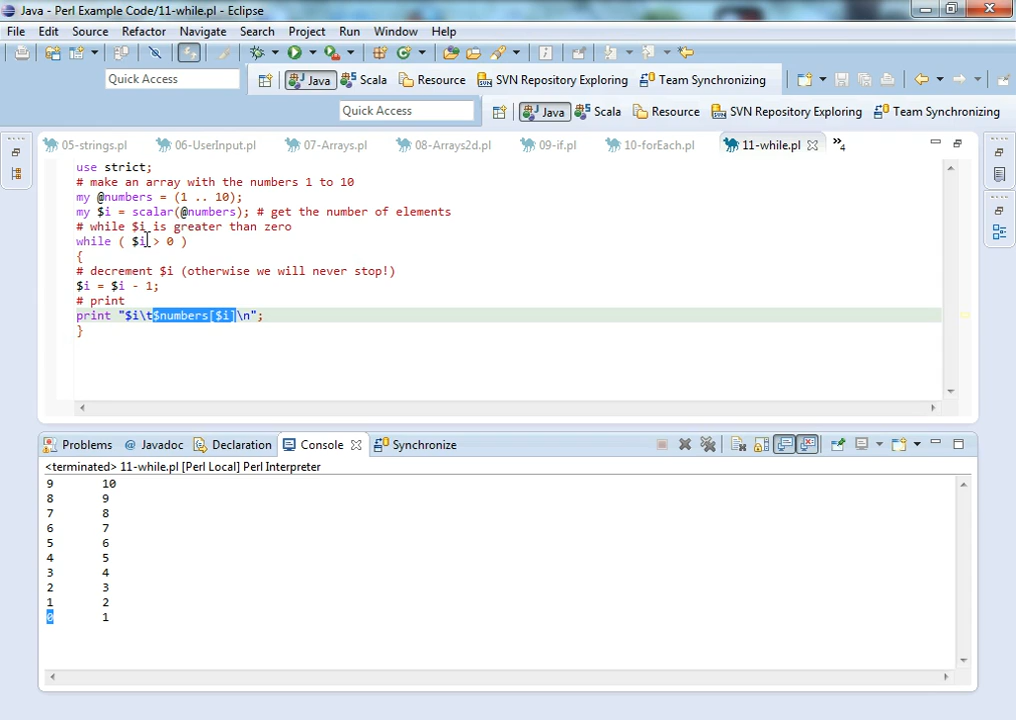 Java - Perl Example Code/11-while.pl - Eclipse
File Edit Source Refactor Navigate Search Project Run Window Help
Quick Access Java Scala Resource SVN Repository Exploring Team Synchronizing
Quick Access Java Scala Resource SVN Repository Exploring Team Synchronizing
05-strings.pl 06-UserInput.pl 07-Arrays.pl 08-Arrays2d.pl 09-if.pl 10-forEach.pl 11-while.pl »4
use strict;
# make an array with the numbers 1 to 10
my @numbers = (1 .. 10);
my $i = scalar(@numbers); # get the number of elements
# while $i is greater than zero
while ( $i > 0 )
{
# decrement $i (otherwise we will never stop!)
$i = $i - 1;
# print
print "$i\t$numbers[$i]\n";
}
Problems @ Javadoc Declaration Console Synchronize
<terminated> 11-while.pl [Perl Local] Perl Interpreter
9 10
8 9
7 8
6 7
5 6
4 5
3 4
2 3
1 2
0 1